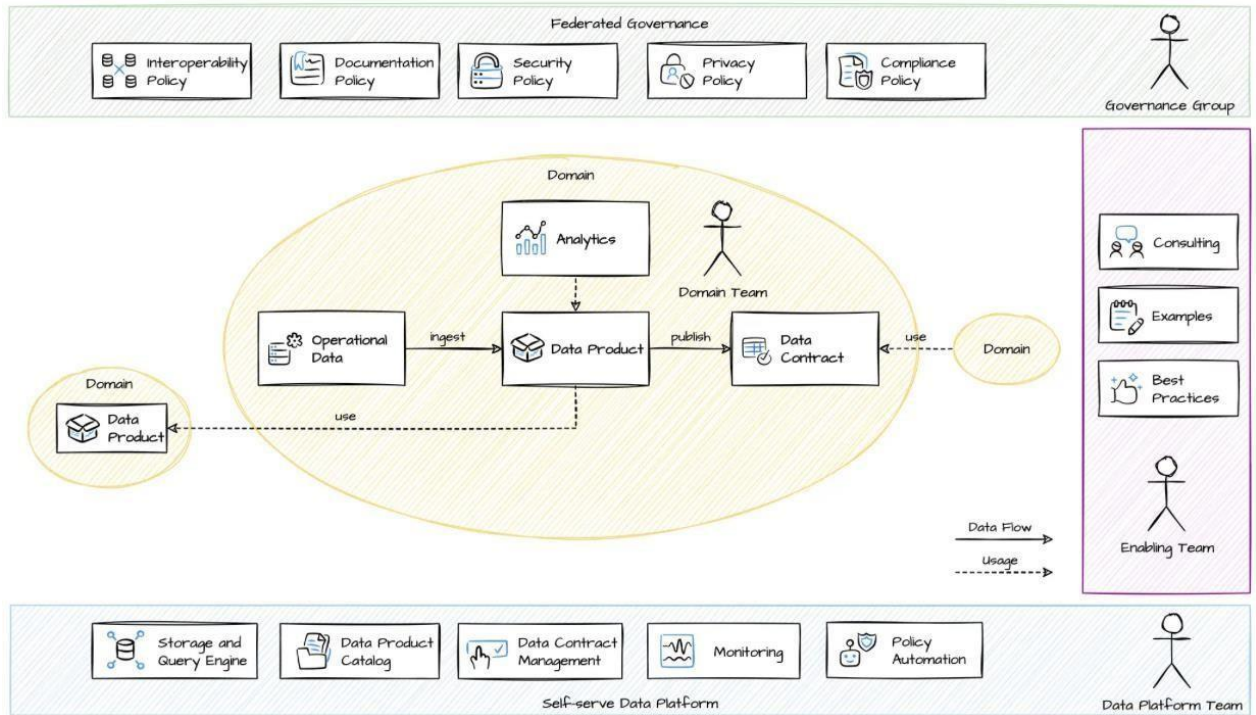 Federated Governance
Interoperability
Policy
Documentation
Policy
Security
Policy
Privacy
Policy
Compliance
Policy
Governance Group
Domain
Analytics
Domain Team
Operational
Data
ingest
Data Product
publish
Data
Contract
use
Domain
Domain
Data
Product
use
Consulting
Examples
Best
Practices
Enabling Team
Data Flow
Usage
Storage and
Query Engine
Data Product
Catalog
Data Contract
Management
Monitoring
Policy
Automation
Self-serve Data Platform
Data Platform Team